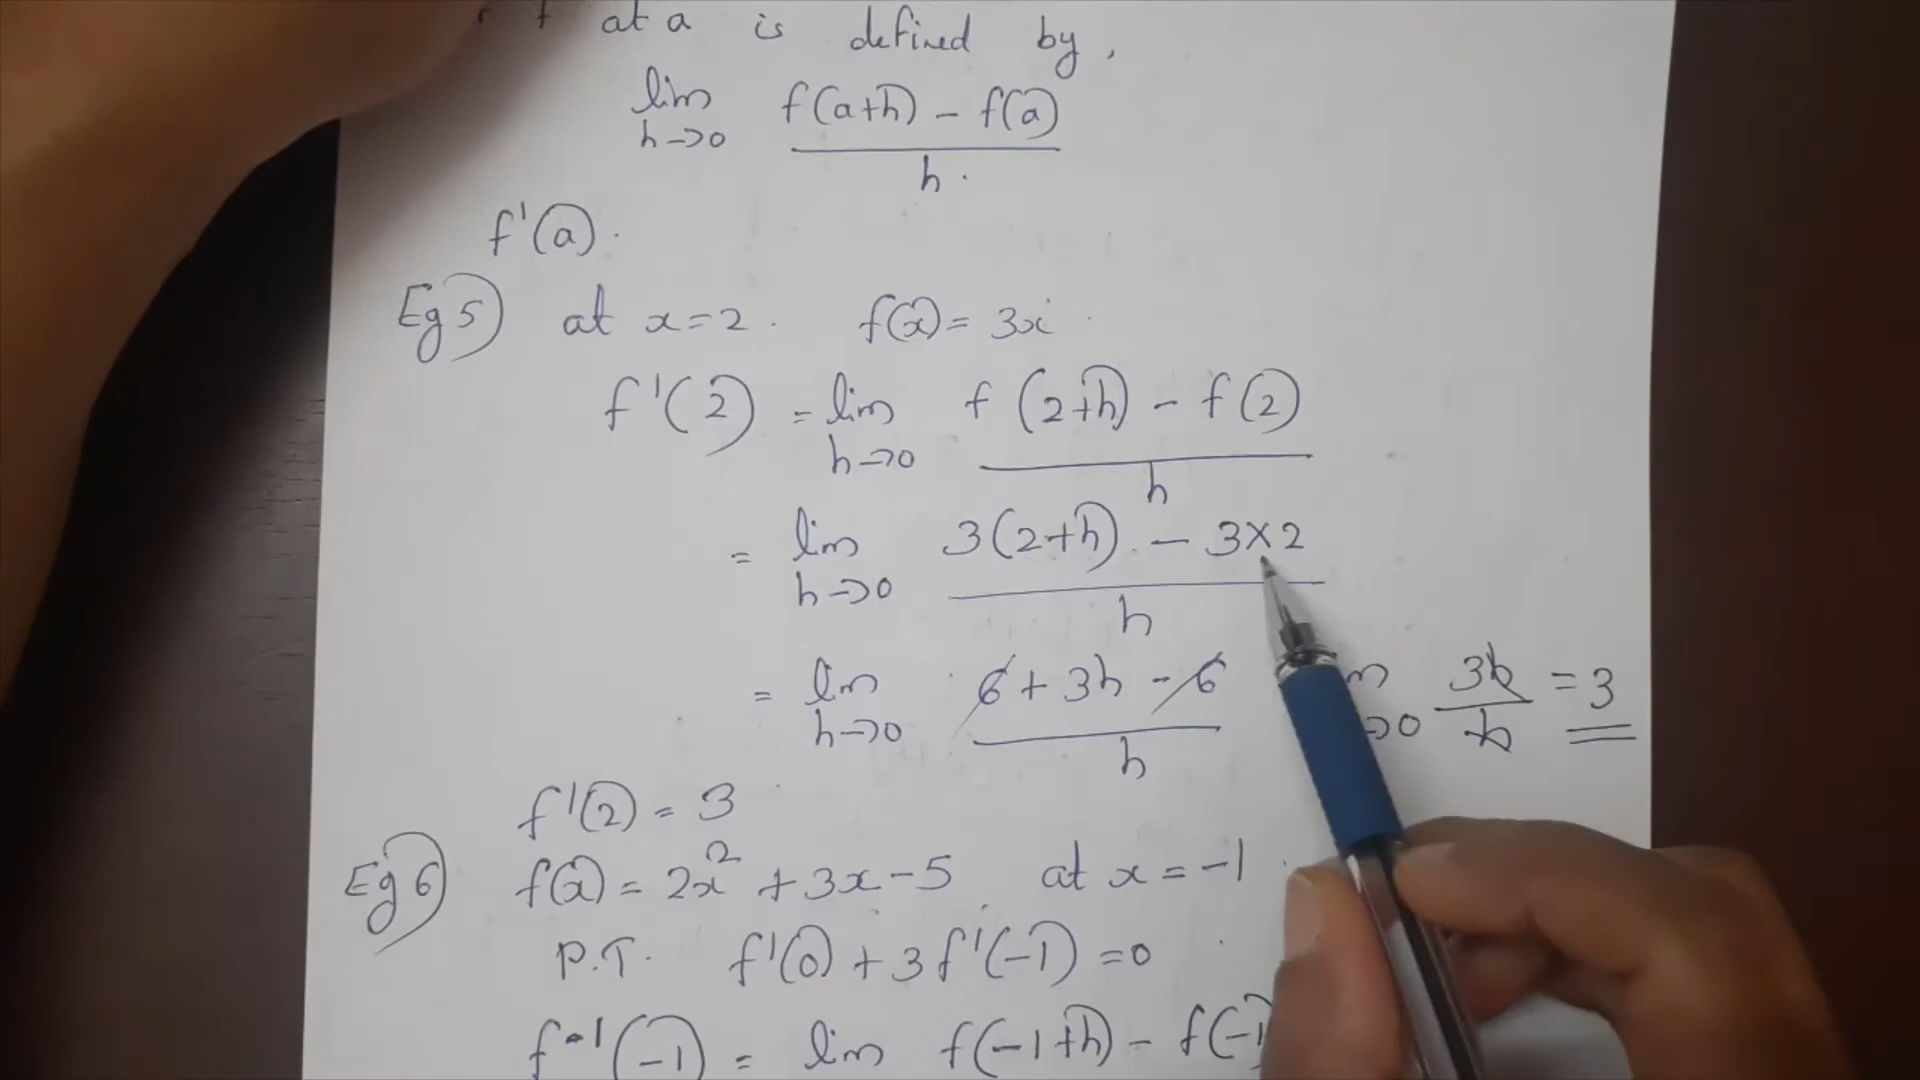 f at a is defined by,
lim f(a+h) - f(a)
h→0 h.
f'(a).
Eg 5) at x=2. f(x) = 3x.
f'(2) = lim f(2+h) - f(2)
h→0 h
= lim 3(2+h) - 3×2
h→0 h
= lim 6 + 3h - 6 3h = 3
h→0 h →0 h
f'(2) = 3
Eg 6) f(x) = 2x² + 3x - 5 at x = -1.
P.T. f'(0) + 3f'(-1) = 0
f'(-1) = lim f(-1+h) - f(-1